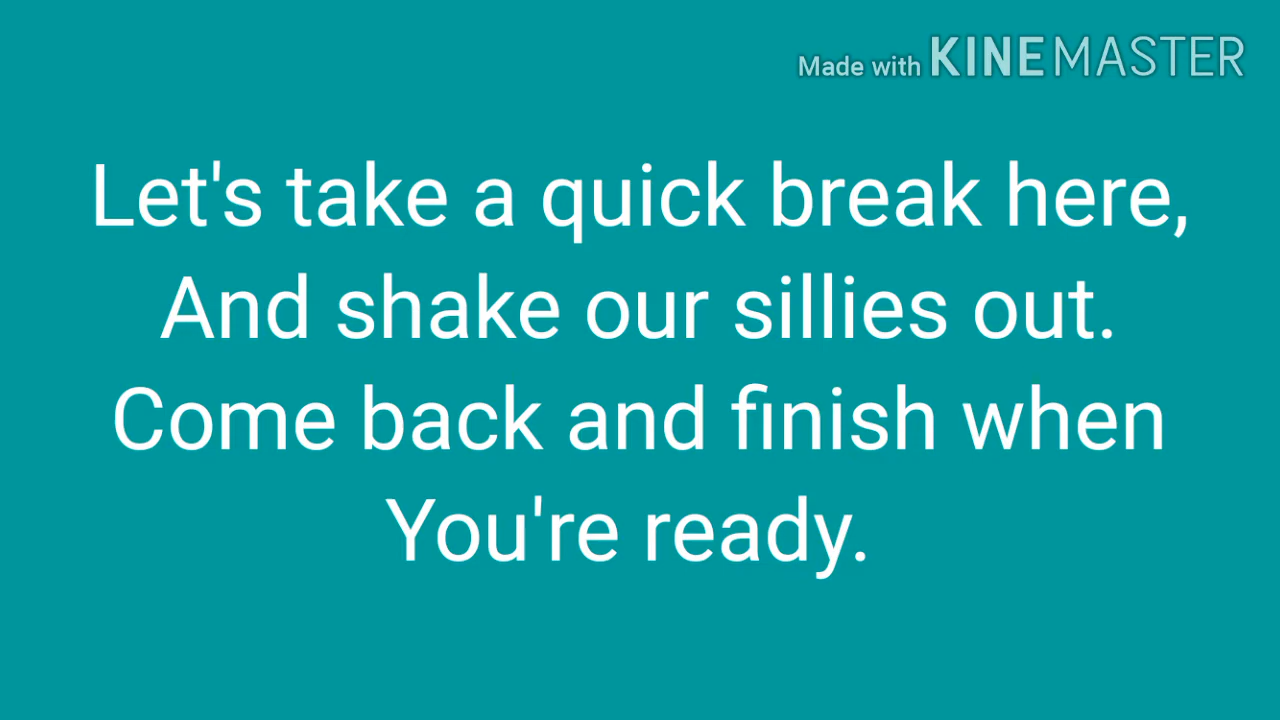 Made with KINEMASTER
Let's take a quick break here,
And shake our sillies out.
Come back and finish when
You're ready.